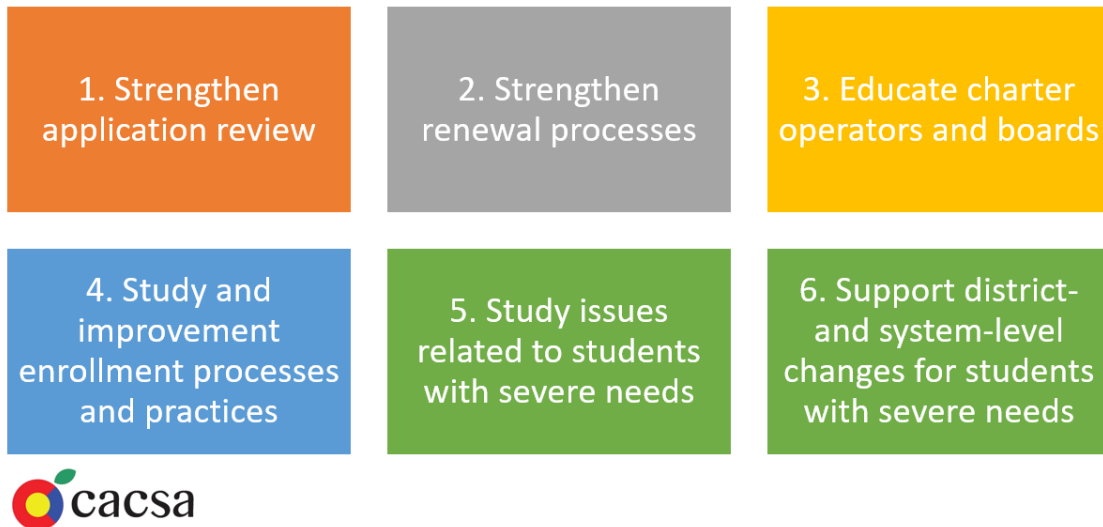 1. Strengthen
application review
2. Strengthen
renewal processes
3. Educate charter
operators and boards
4. Study and
improvement
enrollment processes
and practices
5. Study issues
related to students
with severe needs
6. Support district-
and system-level
changes for students
with severe needs
cacsa